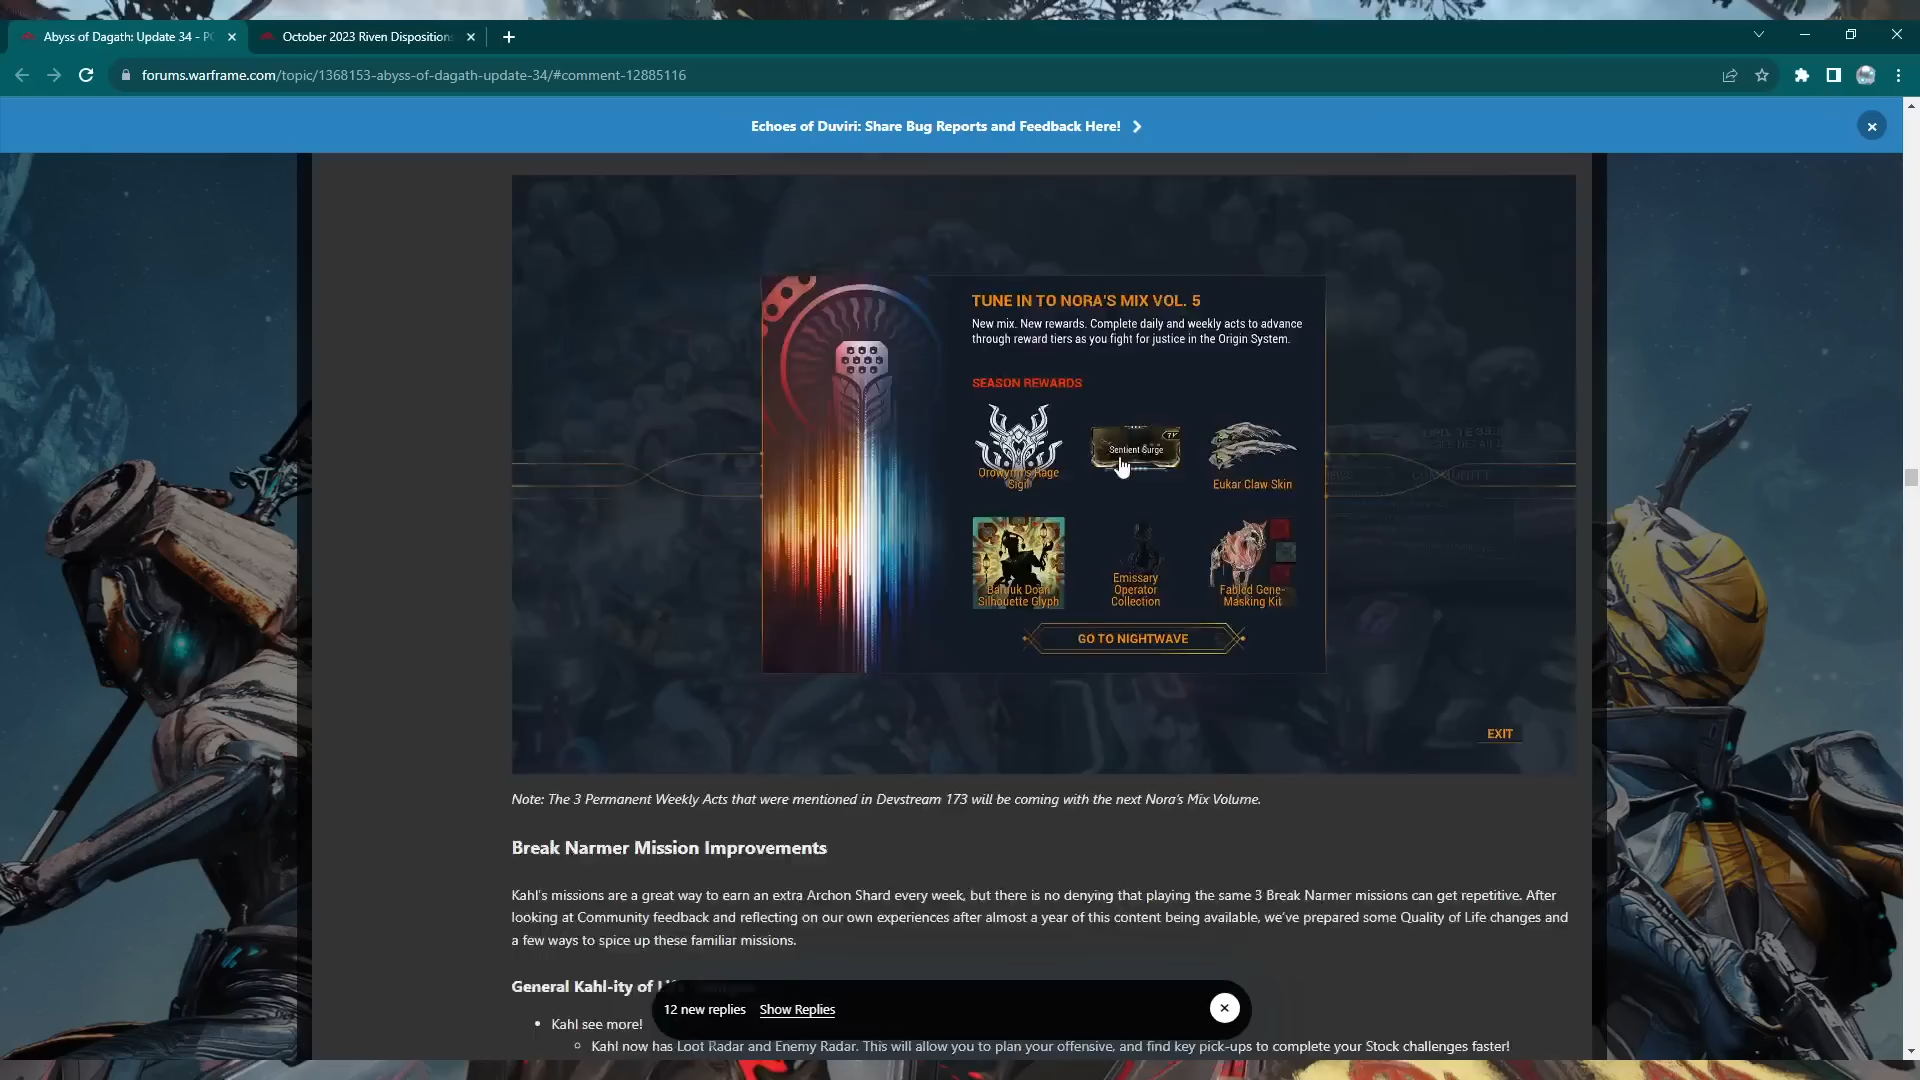 Abyss of Dagath: Update 34 - PC
October 2023 Riven Dispositions
forums.warframe.com/topic/1368153-abyss-of-dagath-update-34/#comment-12885116
Echoes of Duviri: Share Bug Reports and Feedback Here!
TUNE IN TO NORA'S MIX VOL. 5
New mix. New rewards. Complete daily and weekly acts to advance
through reward tiers as you fight for justice in the Origin System.
SEASON REWARDS
Orowyrm's Rage
Sigil
Sentient Surge
Eukar Claw Skin
Baruuk Doan
Silhouette Glyph
Emissary
Operator
Collection
Fabled Gene-
Masking Kit
GO TO NIGHTWAVE
EXIT
Note: The 3 Permanent Weekly Acts that were mentioned in Devstream 173 will be coming with the next Nora's Mix Volume.
Break Narmer Mission Improvements
Kahl's missions are a great way to earn an extra Archon Shard every week, but there is no denying that playing the same 3 Break Narmer missions can get repetitive. After
looking at Community feedback and reflecting on our own experiences after almost a year of this content being available, we've prepared some Quality of Life changes and
a few ways to spice up these familiar missions.
General Kahl-ity of
12 new replies Show Replies
• Kahl see more!
Kahl now has Loot Radar and Enemy Radar. This will allow you to plan your offensive, and find key pick-ups to complete your Stock challenges faster!